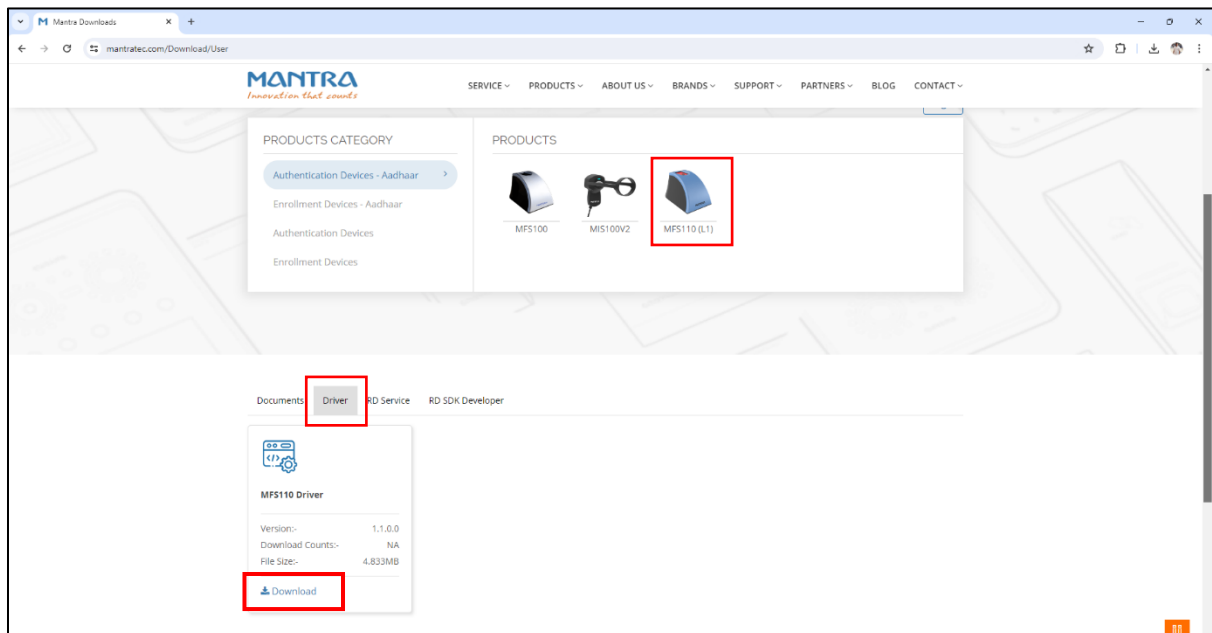 Mantra Downloads
mantratec.com/Download/User
MANTRA
Innovation that counts
SERVICE PRODUCTS ABOUT US BRANDS SUPPORT PARTNERS BLOG CONTACT
PRODUCTS CATEGORY
Authentication Devices - Aadhaar
Enrollment Devices - Aadhaar
Authentication Devices
Enrollment Devices
PRODUCTS
MFS100 MIS100V2 MFS110 (L1)
Documents Driver RD Service RD SDK Developer
MFS110 Driver
Version:- 1.1.0.0
Download Counts:- NA
File Size:- 4.833MB
Download